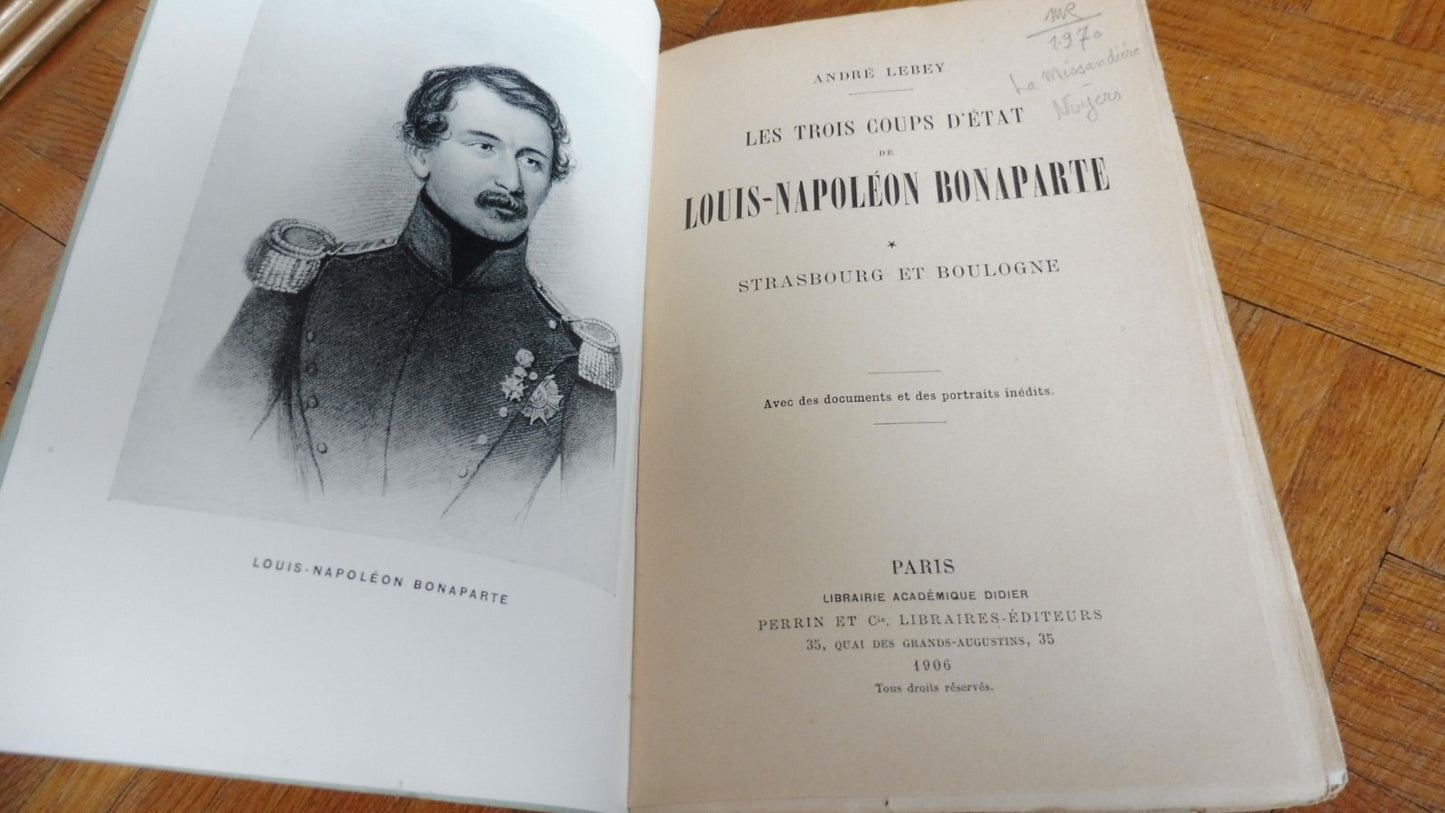 LOUIS-NAPOLÉON BONAPARTE
MR
1970
La Missandière
Noyers
ANDRÉ LEBEY
LES TROIS COUPS D'ÉTAT
DE
LOUIS-NAPOLÉON BONAPARTE
*
STRASBOURG ET BOULOGNE
Avec des documents et des portraits inédits.
PARIS
LIBRAIRIE ACADÉMIQUE DIDIER
PERRIN ET Cie, LIBRAIRES-ÉDITEURS
35, QUAI DES GRANDS-AUGUSTINS, 35
1906
Tous droits réservés.